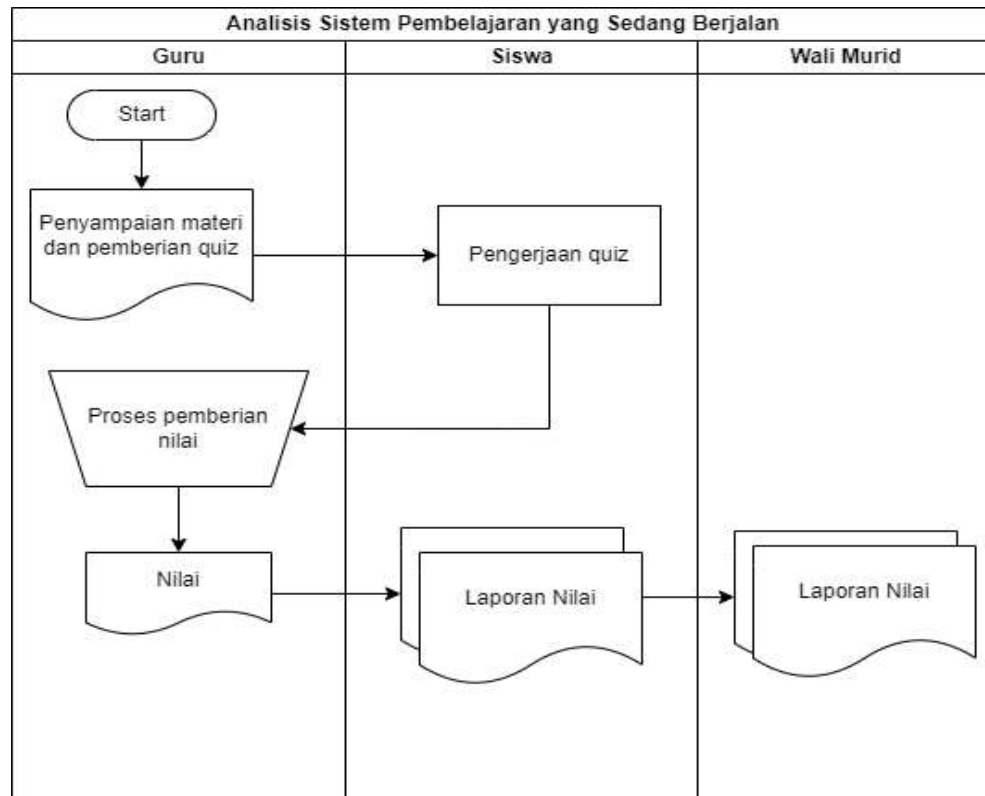 Analisis Sistem Pembelajaran yang Sedang Berjalan
Guru
Siswa
Wali Murid
Start
Penyampaian materi
dan pemberian quiz
Pengerjaan quiz
Proses pemberian
nilai
Nilai
Laporan Nilai
Laporan Nilai